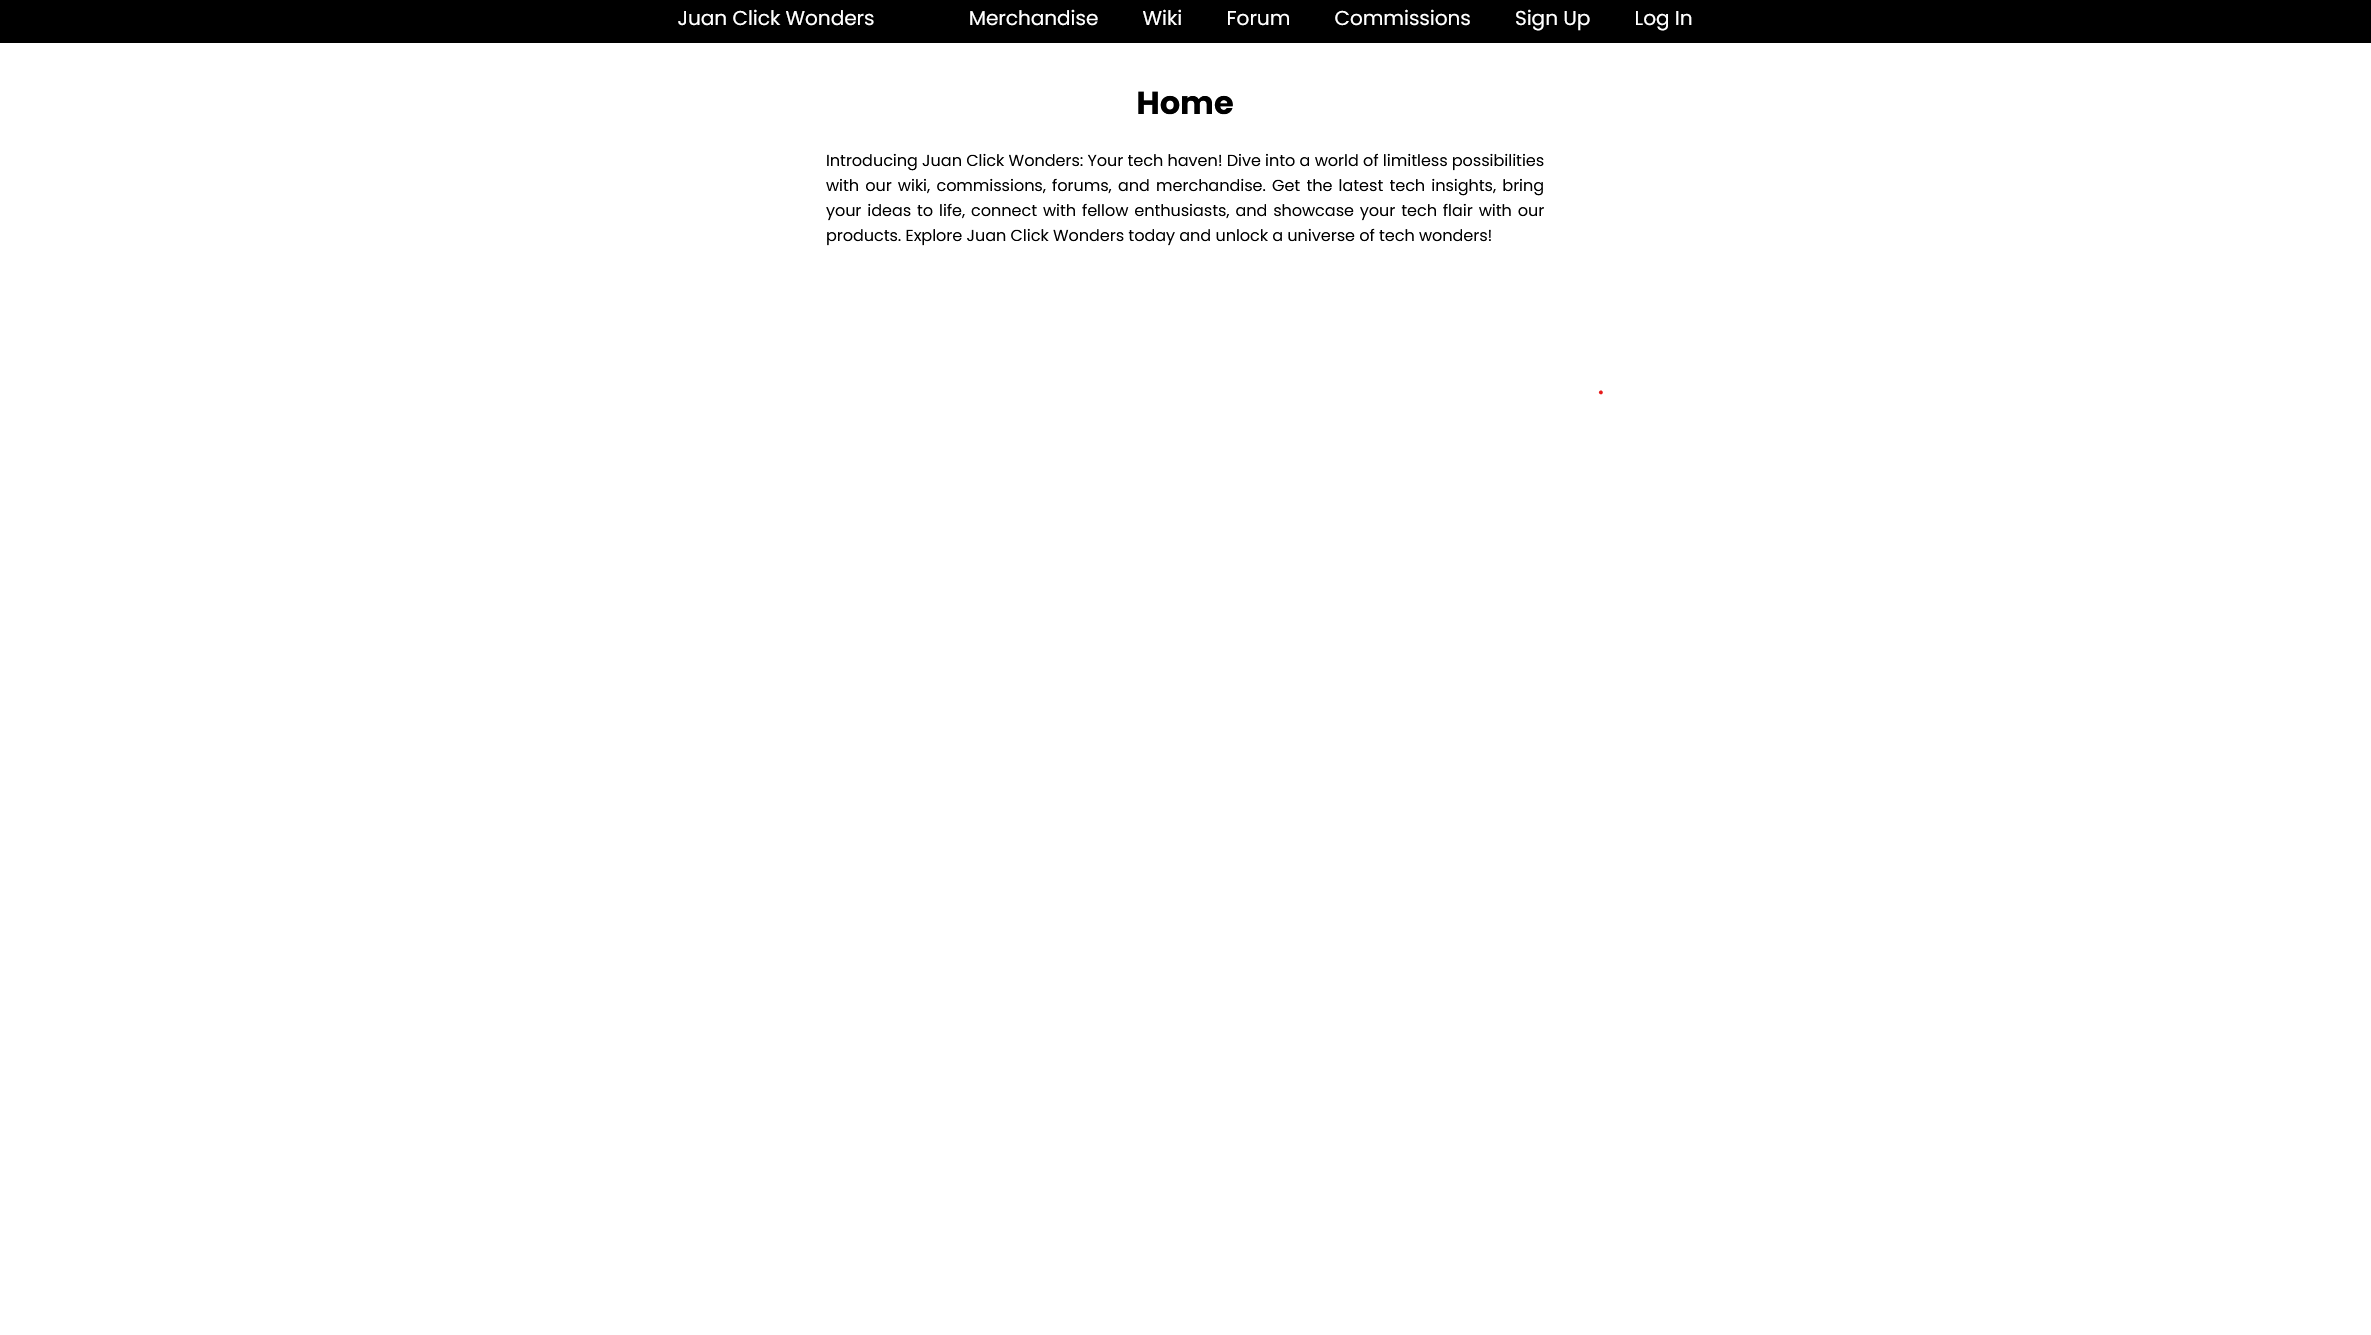 Juan Click Wonders Merchandise Wiki Forum Commissions Sign Up Log In
Home
Introducing Juan Click Wonders: Your tech haven! Dive into a world of limitless possibilities
with our wiki, commissions, forums, and merchandise. Get the latest tech insights, bring
your ideas to life, connect with fellow enthusiasts, and showcase your tech flair with our
products. Explore Juan Click Wonders today and unlock a universe of tech wonders!